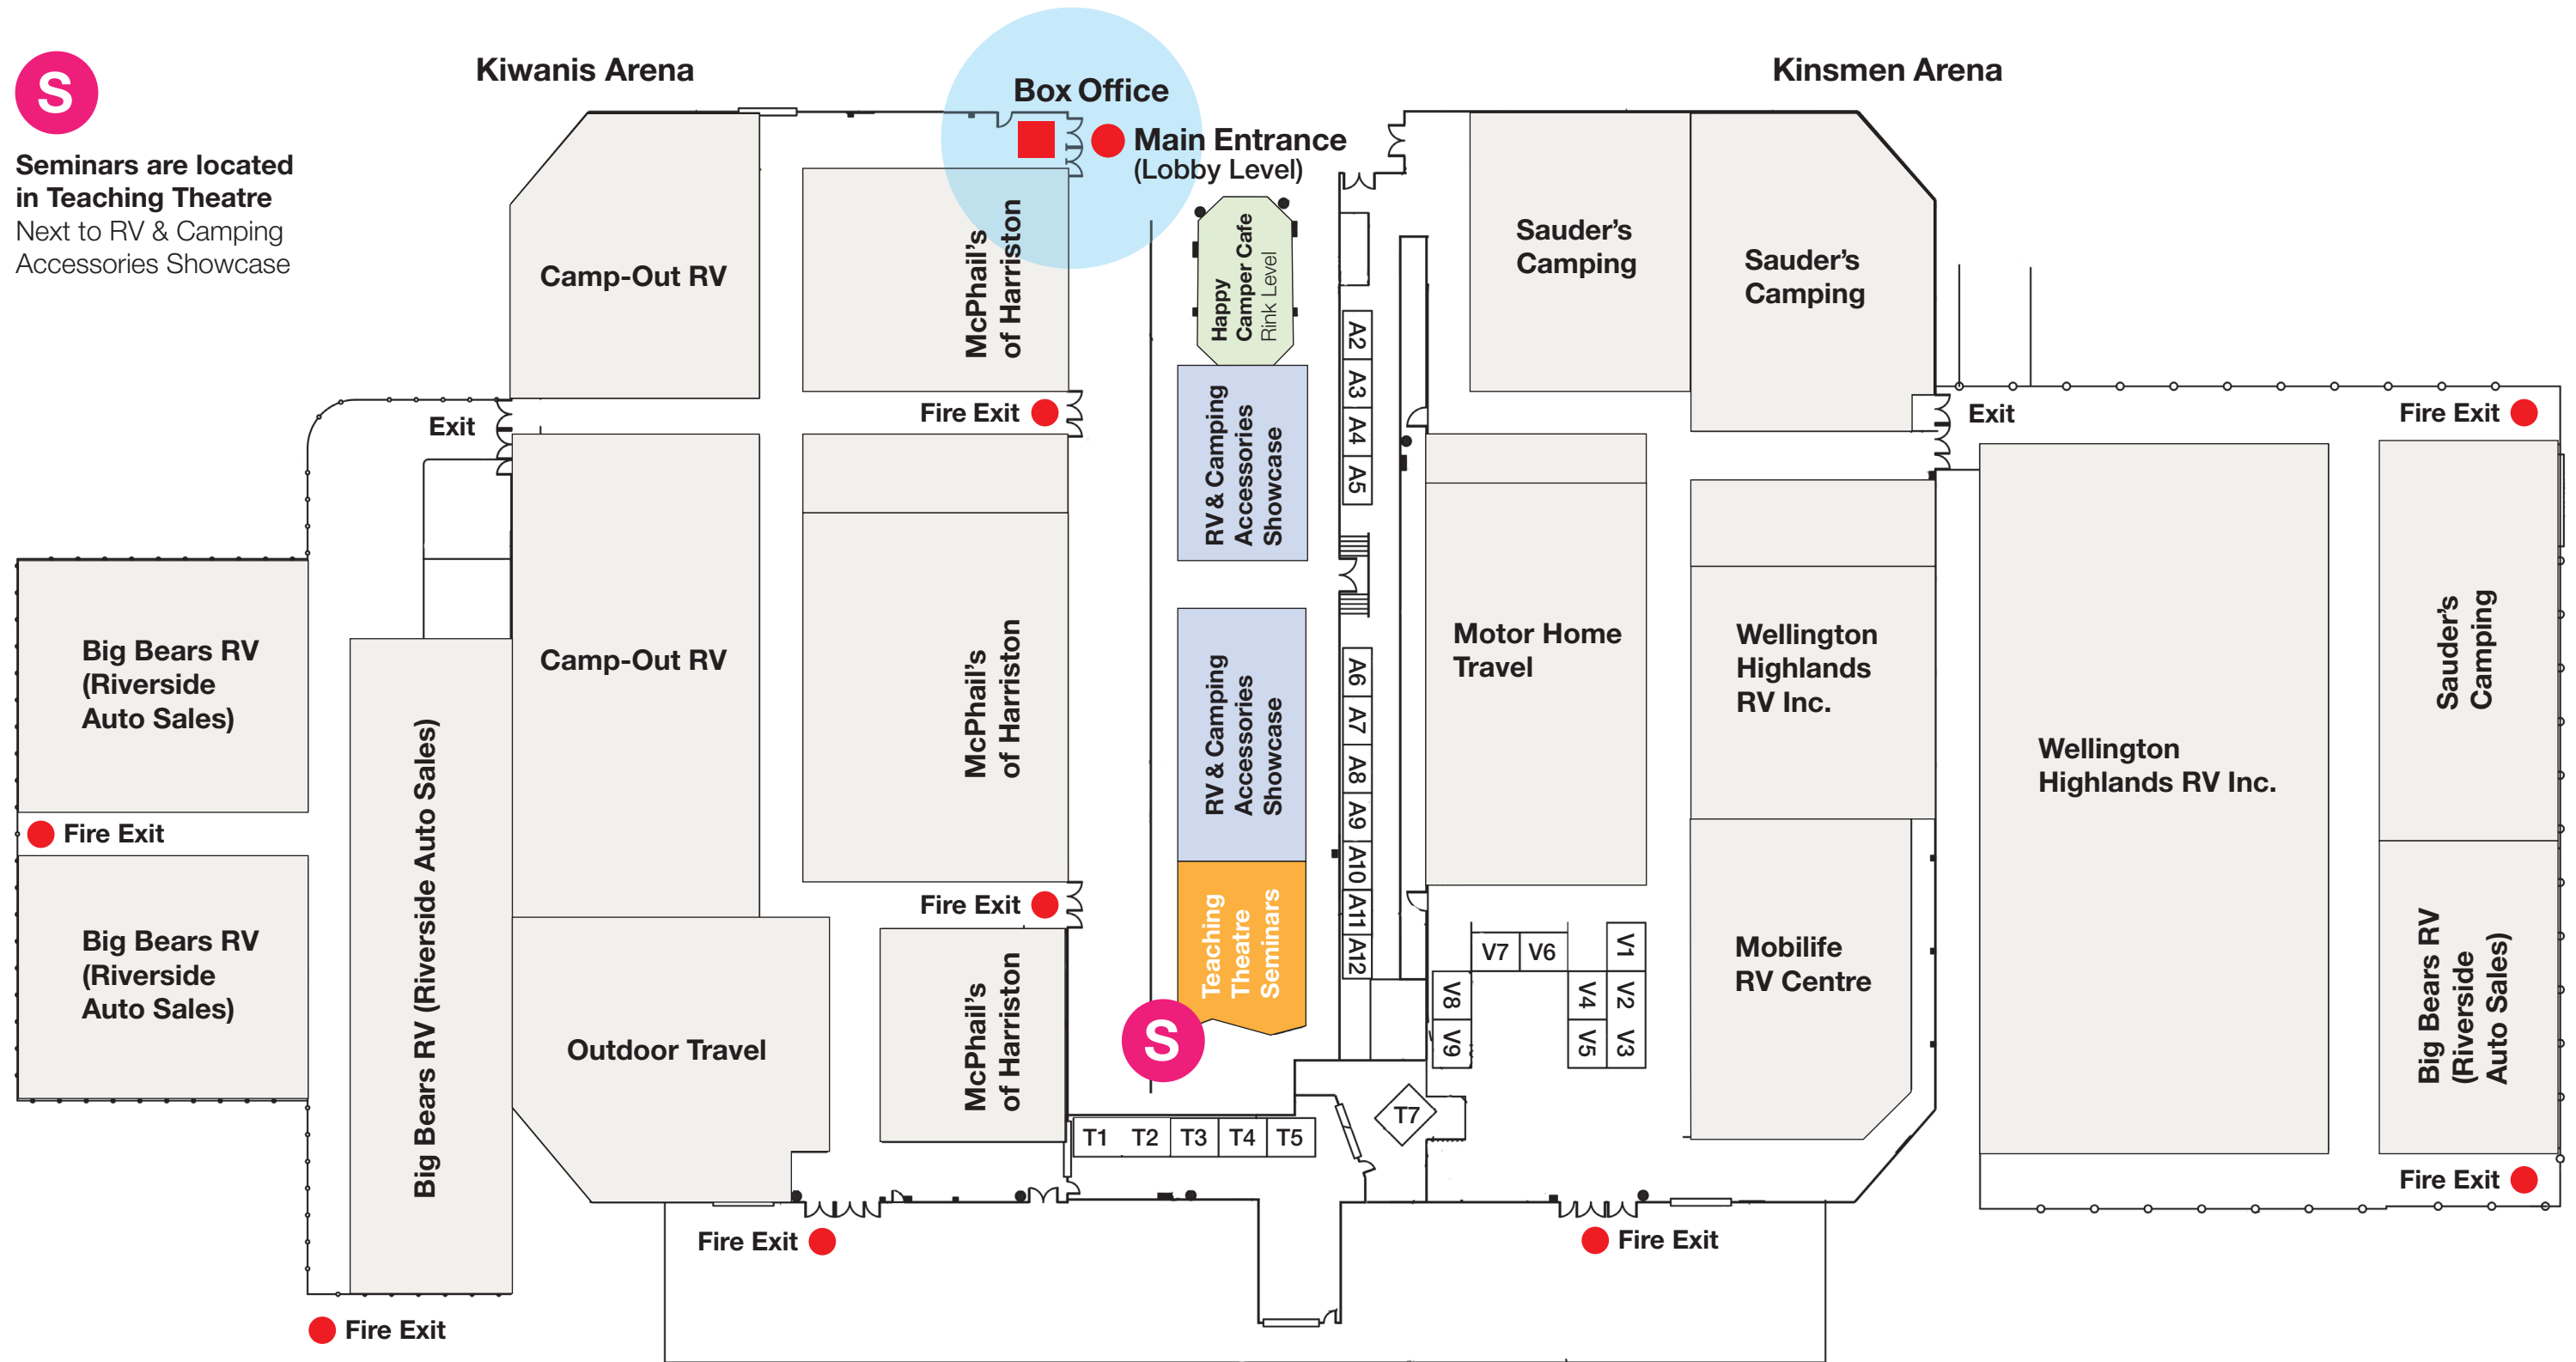 S
Seminars are located
in Teaching Theatre
Next to RV & Camping
Accessories Showcase
Kiwanis Arena
Box Office
Main Entrance
(Lobby Level)
Kinsmen Arena
Camp-Out RV
McPhail's
of Harriston
Happy
Camper Cafe
Rink Level
Sauder's
Camping
Sauder's
Camping
A2
A3
A4
A5
Exit
Fire Exit
RV & Camping
Accessories
Showcase
Exit
Fire Exit
Big Bears RV
(Riverside
Auto Sales)
Big Bears RV (Riverside Auto Sales)
Camp-Out RV
McPhail's
of Harriston
RV & Camping
Accessories
Showcase
A6
A7
A8
A9
A10
A11
A12
Motor Home
Travel
Wellington
Highlands
RV Inc.
Wellington
Highlands RV Inc.
Sauder's
Camping
Fire Exit
Fire Exit
Big Bears RV
(Riverside
Auto Sales)
Outdoor Travel
McPhail's
of Harriston
Teaching
Theatre
Seminars
S
V7
V6
V1
V8
V4
V2
V9
V5
V3
Mobilife
RV Centre
Big Bears RV
(Riverside
Auto Sales)
T1
T2
T3
T4
T5
T7
Fire Exit
Fire Exit
Fire Exit
Fire Exit